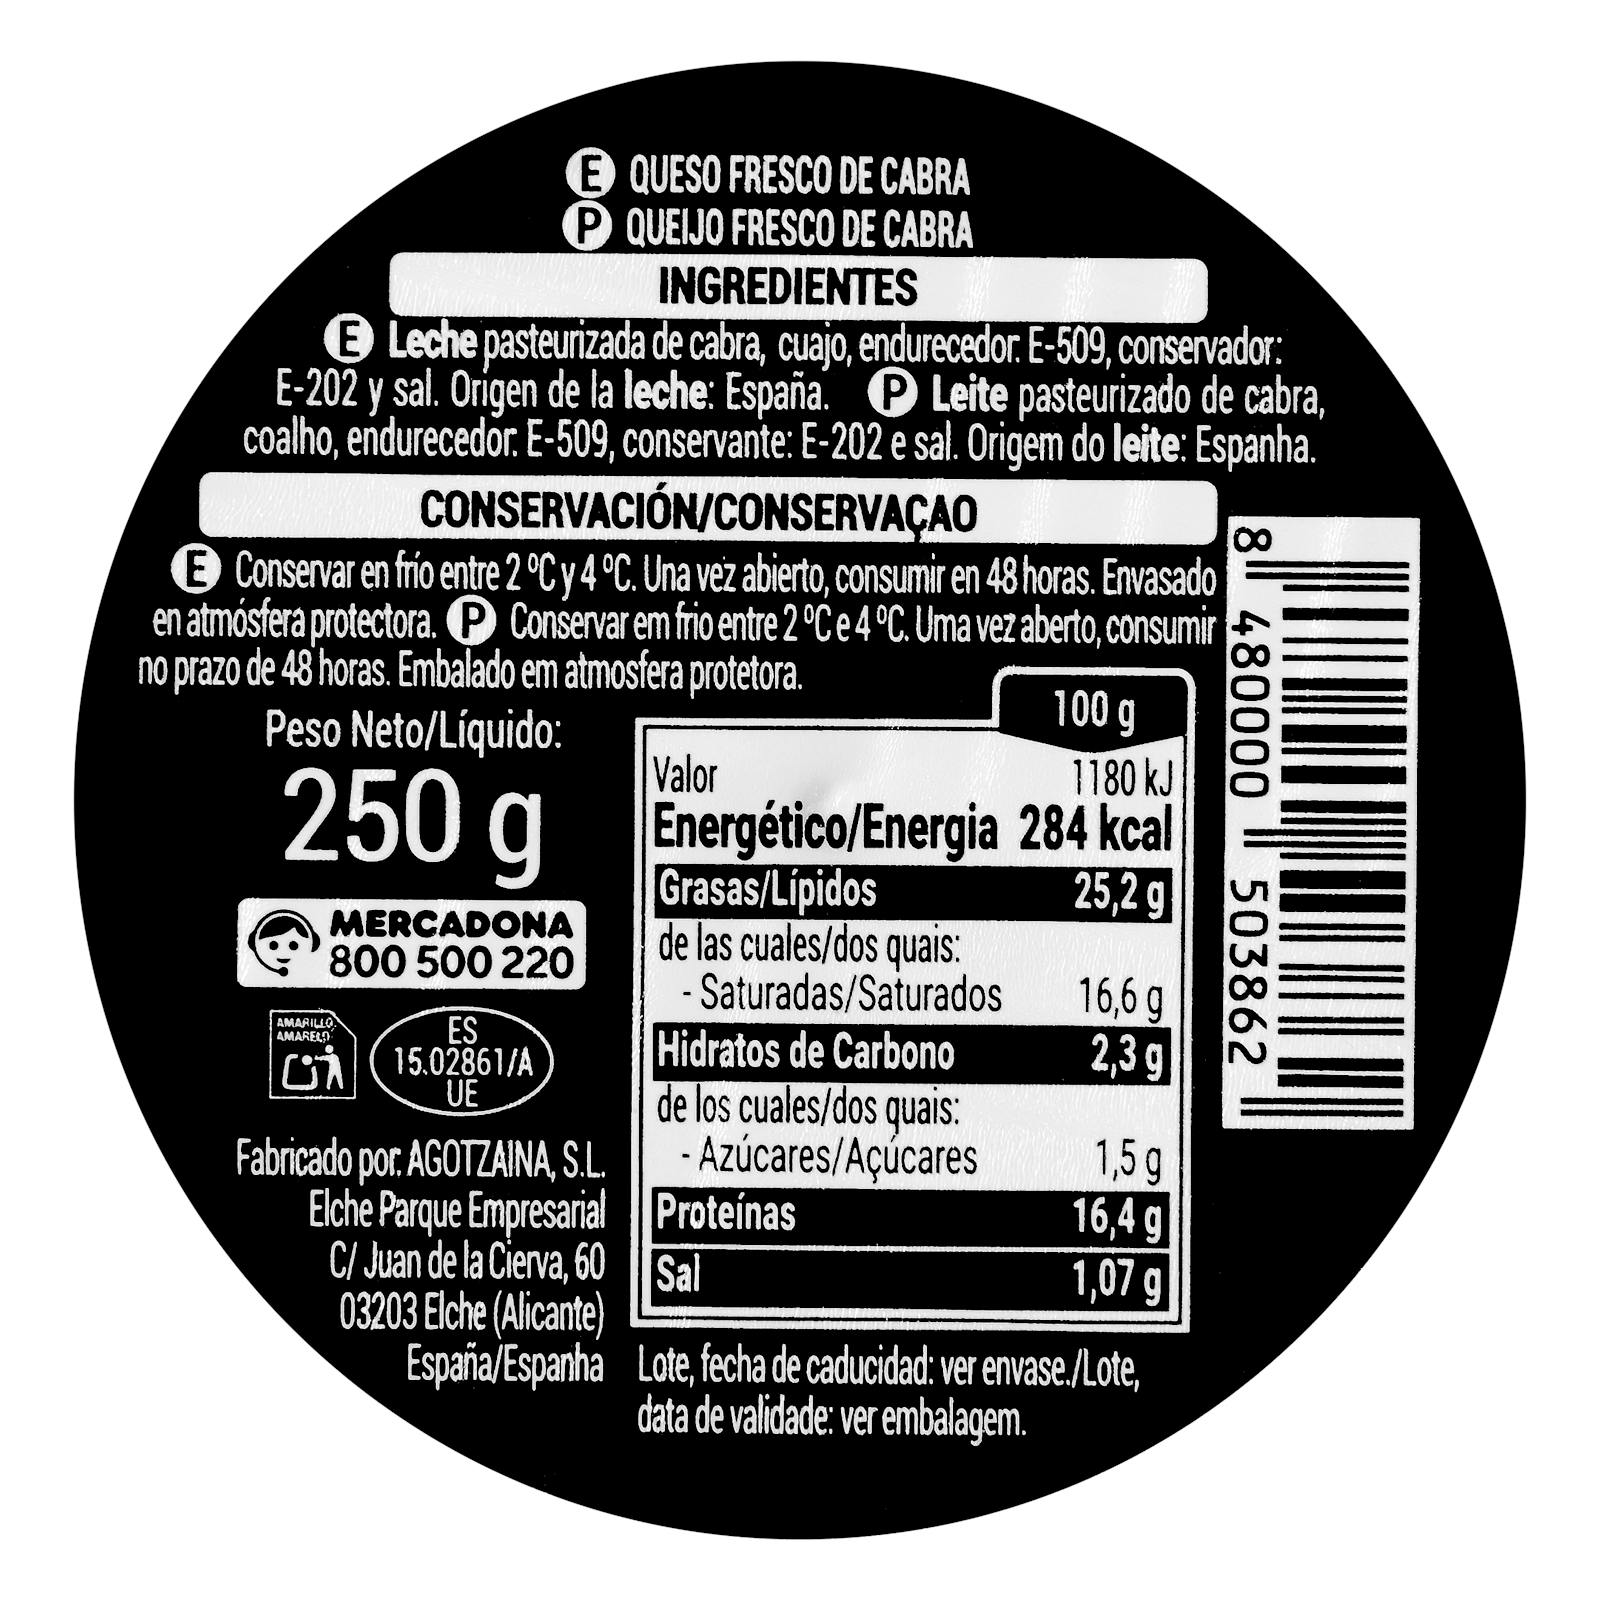 E QUESO FRESCO DE CABRA
P QUEIJO FRESCO DE CABRA
INGREDIENTES
E Leche pasteurizada de cabra, cuajo, endurecedor: E-509, conservador:
E-202 y sal. Origen de la leche: España. P Leite pasteurizado de cabra,
coalho, endurecedor: E-509, conservante: E-202 e sal. Origem do leite: Espanha.
CONSERVACIÓN/CONSERVAÇAO
E Conservar en frío entre 2 ºC y 4 ºC. Una vez abierto, consumir en 48 horas. Envasado
en atmósfera protectora. P Conservar em frio entre 2 ºC e 4 ºC. Uma vez aberto, consumir
no prazo de 48 horas. Embalado em atmosfera protetora.
Peso Neto/Líquido:
250 g
MERCADONA
800 500 220
AMARILLO
AMARELO
ES
15.02861/A
UE
Fabricado por: AGOTZAINA, S.L.
Elche Parque Empresarial
C/ Juan de la Cierva, 60
03203 Elche (Alicante)
España/Espanha
100 g
Valor 1180 kJ
Energético/Energia 284 kcal
Grasas/Lípidos 25,2 g
de las cuales/dos quais:
- Saturadas/Saturados 16,6 g
Hidratos de Carbono 2,3 g
de los cuales/dos quais:
- Azúcares/Açúcares 1,5 g
Proteínas 16,4 g
Sal 1,07 g
Lote, fecha de caducidad: ver envase./Lote,
data de validade: ver embalagem.
8 480000 503862